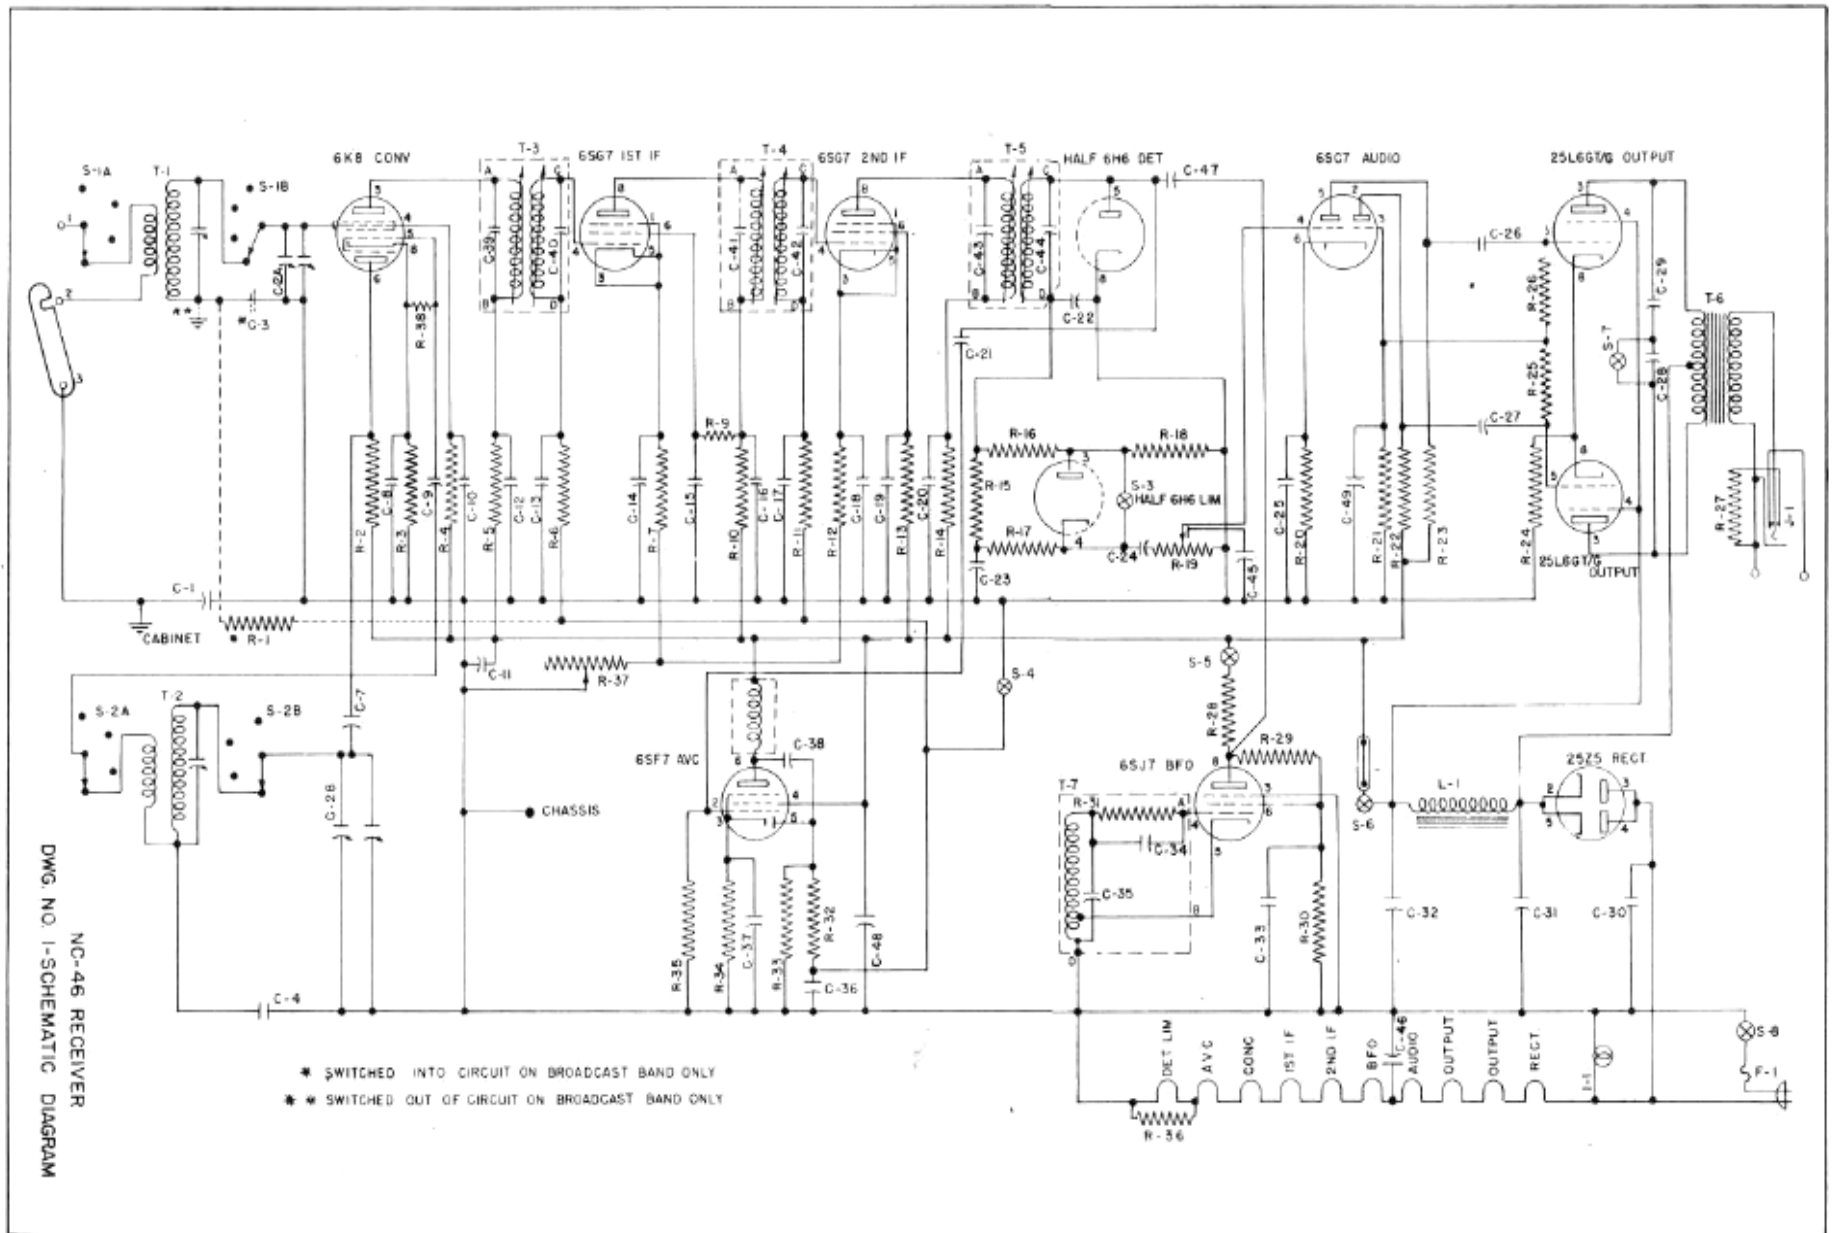 6K8 CONV
T-3
6SG7 1ST IF
T-4
6SG7 2ND IF
T-5
HALF 6H6 DET
C-47
6SC7 AUDIO
25L6GT/G OUTPUT
S-1A
T-1
S-1B
C-2A
** 
*C-3
R-38
C-39
C-40
C-41
C-42
C-43
C-44
C-22
C-21
C-26
R-26
R-25
C-27
C-29
S-7
C-28
T-6
R-9
R-16
R-18
R-15
S-3
HALF 6H6 LIM
R-17
C-24
R-19
C-23
C-45
R-2
C-8
R-3
C-9
R-4
C-10
R-5
C-12
C-13
R-6
C-14
R-7
C-15
R-10
C-16
C-17
R-11
R-12
C-18
C-19
R-13
C-20
R-14
C-25
R-20
C-49
R-21
R-22
R-23
R-24
25L6GT/G
OUTPUT
R-27
J-1
C-1
CABINET
* R-1
C-11
R-37
S-4
S-5
R-28
R-29
S-2A
T-2
S-2B
C-7
C-2B
CHASSIS
6SF7 AVC
C-38
6SJ7 BFO
T-7
R-31
C-34
C-35
S-6
L-1
25Z5 RECT.
R-35
R-34
C-37
R-33
R-32
C-48
C-36
C-33
R-30
C-32
C-31
C-30
C-4
DET LIM
AVC
CONC
1ST IF
2ND IF
BFO
C-46
AUDIO
OUTPUT
OUTPUT
RECT.
I-1
S-8
F-1
R-36
* SWITCHED INTO CIRCUIT ON BROADCAST BAND ONLY
* * SWITCHED OUT OF CIRCUIT ON BROADCAST BAND ONLY
NC-46 RECEIVER
DWG. NO. 1-SCHEMATIC DIAGRAM